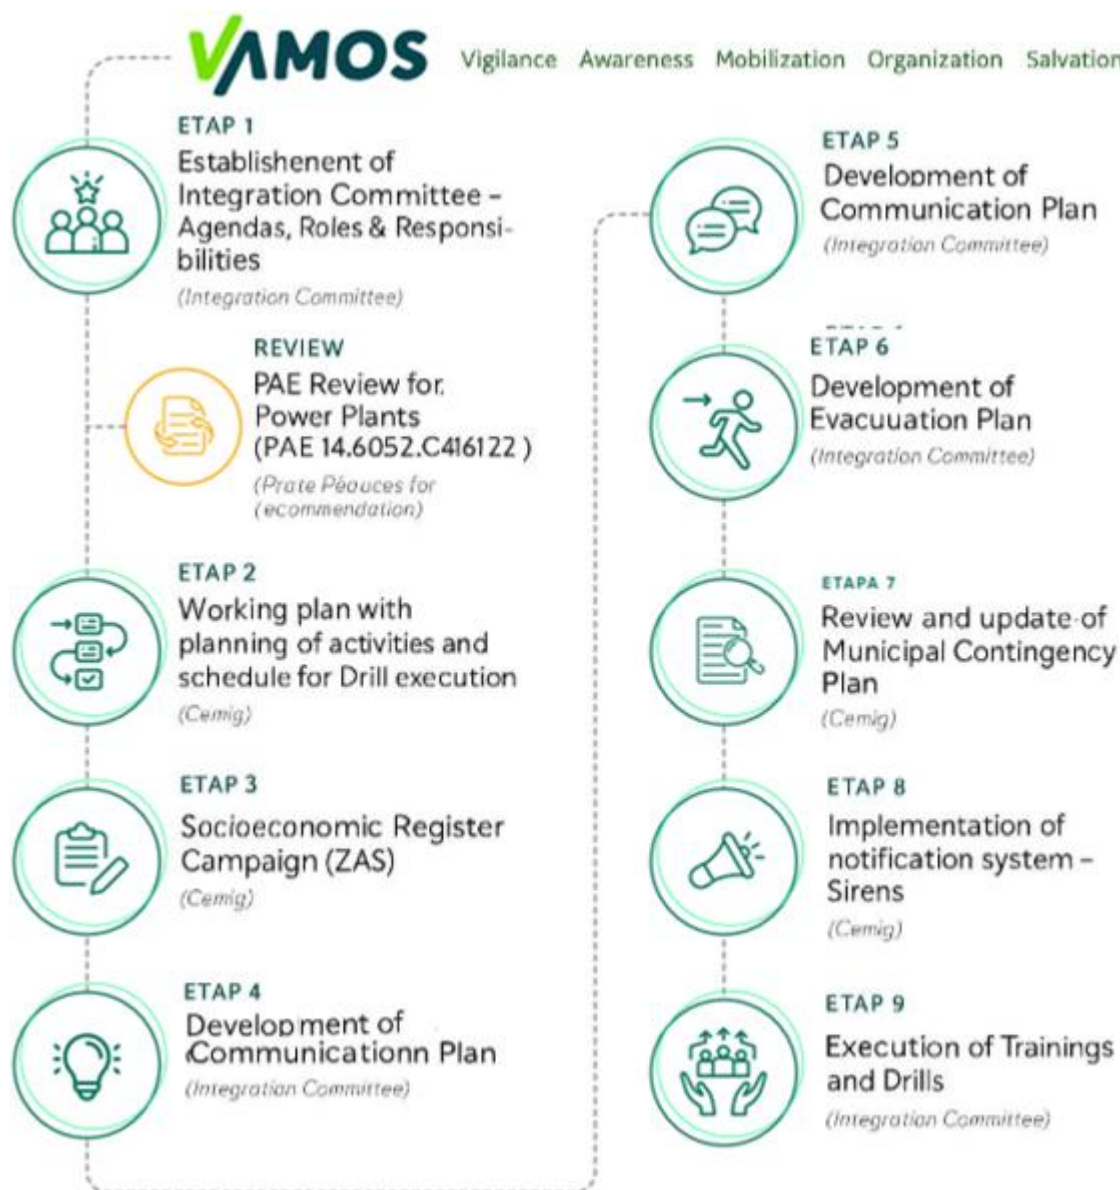 VAMOS
Vigilance Awareness Mobilization Organization Salvation
ETAP 1
Establishenent of
Integration Committee –
Agendas, Roles & Responsi-
bilities
(Integration Committee)
REVIEW
PAE Review for.
Power Plants
(PAE 14.6052.C416122 )
(Prate Péauces for
(ecommendation)
ETAP 2
Working plan with
planning of activities and
schedule for Drill execution
(Cemig)
ETAP 3
Socioeconomic Register
Campaign (ZAS)
(Cemig)
ETAP 4
Development of
Communicationn Plan
(Integration Committee)
ETAP 5
Development of
Communication Plan
(Integration Committee)
ETAP 6
Development of
Evacuuation Plan
(Integration Committee)
ETAPA 7
Review and update of
Municipal Contingency
Plan
(Cemig)
ETAP 8
Implementation of
notification system –
Sirens
(Cemig)
ETAP 9
Execution of Trainings
and Drills
(Integration Committee)